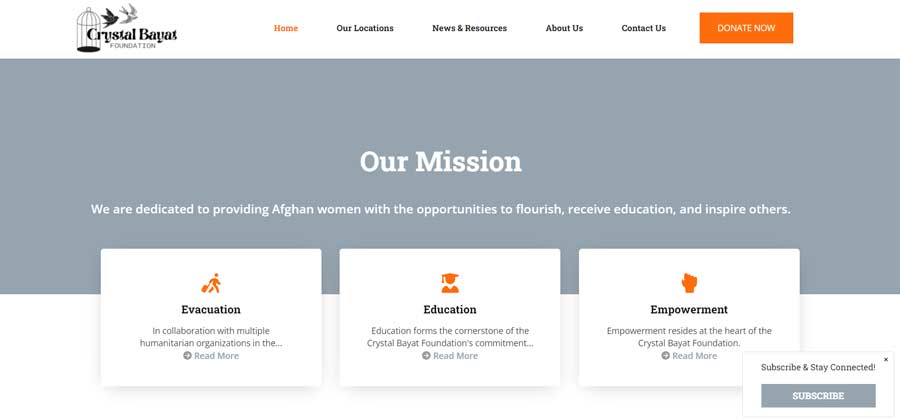 Crystal Bayat
FOUNDATION
Home
Our Locations
News & Resources
About Us
Contact Us
DONATE NOW
Our Mission
We are dedicated to providing Afghan women with the opportunities to flourish, receive education, and inspire others.
Evacuation
In collaboration with multiple
humanitarian organizations in the...
Read More
Education
Education forms the cornerstone of the
Crystal Bayat Foundation's commitment...
Read More
Empowerment
Empowerment resides at the heart of the
Crystal Bayat Foundation.
Read More
×
Subscribe & Stay Connected!
SUBSCRIBE